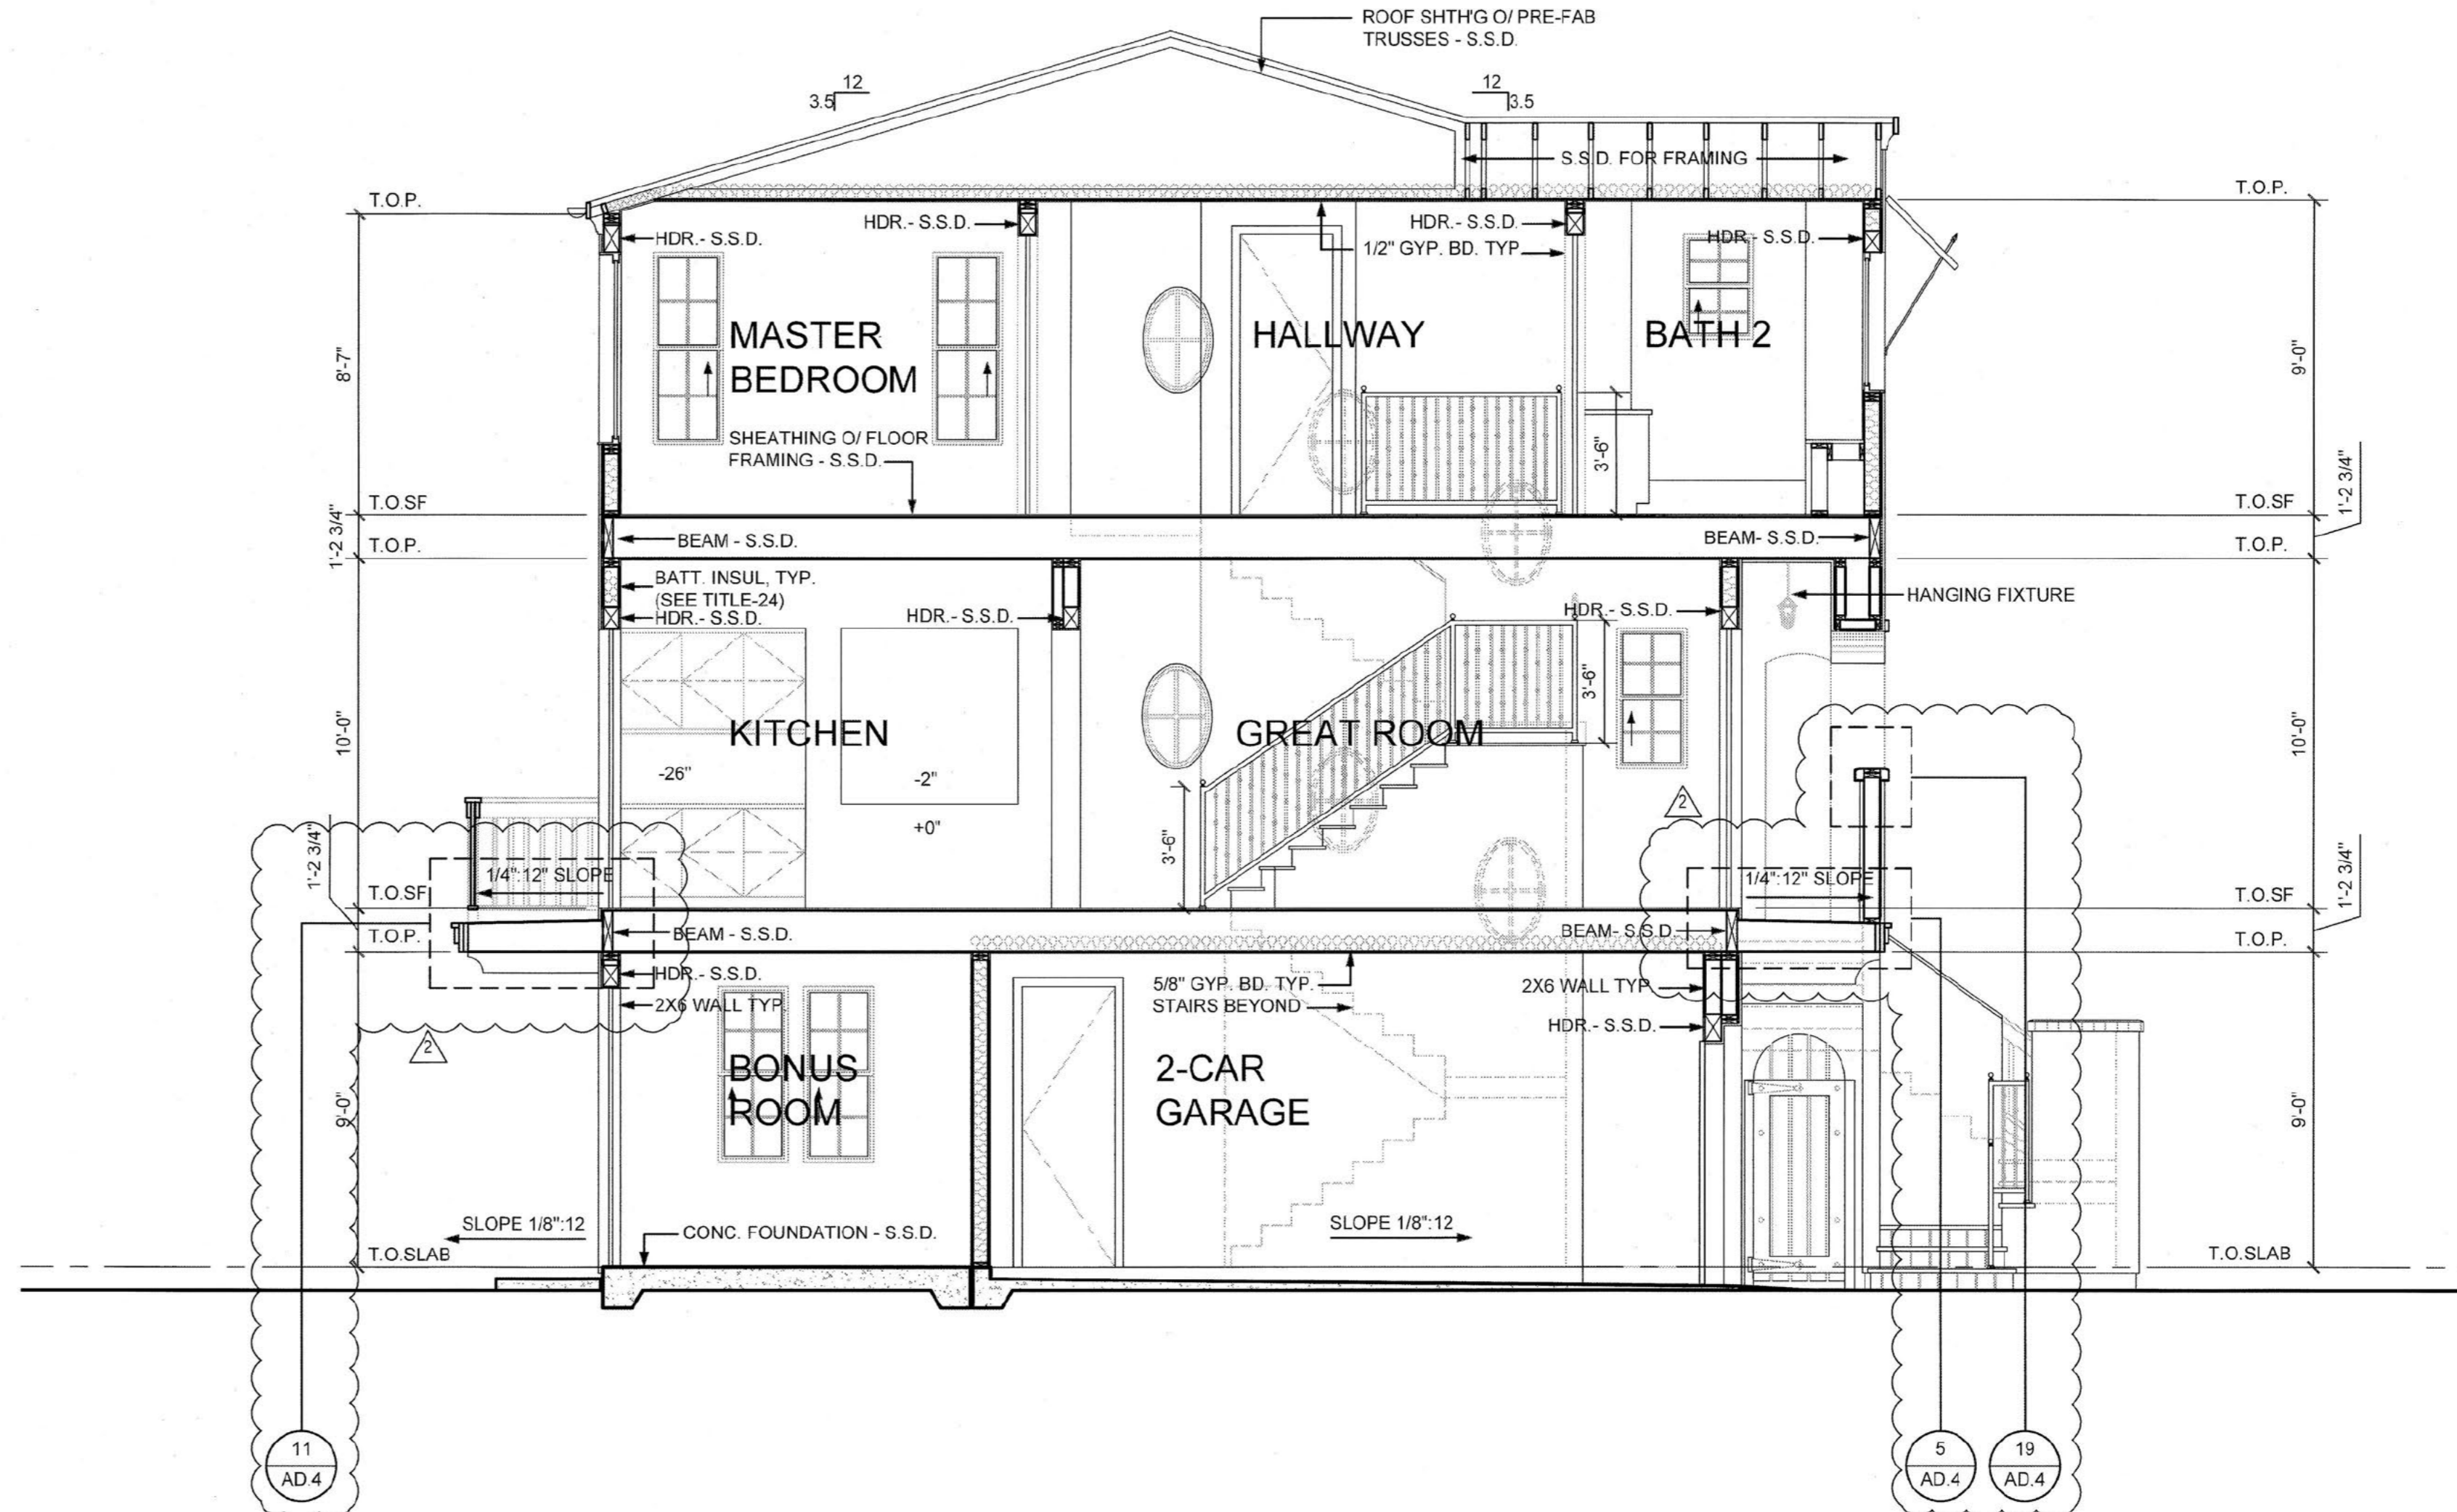 ROOF SHTH'G O/ PRE-FAB
TRUSSES - S.S.D.
12
3.5
12
3.5
S.S.D. FOR FRAMING
T.O.P.
T.O.P.
HDR.- S.S.D.
HDR.- S.S.D.
HDR.- S.S.D.
HDR.- S.S.D.
1/2" GYP. BD. TYP
MASTER
BEDROOM
HALLWAY
BATH 2
8'-7"
9'-0"
SHEATHING O/ FLOOR
FRAMING - S.S.D.
3'-6"
1'-2 3/4"
T.O.SF
T.O.SF
1'-2 3/4"
T.O.P.
BEAM - S.S.D.
BEAM- S.S.D.
T.O.P.
BATT. INSUL, TYP.
(SEE TITLE-24)
HDR.- S.S.D.
HDR.- S.S.D.
HDR.- S.S.D.
HANGING FIXTURE
3'-6"
10'-0"
KITCHEN
GREAT ROOM
10'-0"
-26"
-2"
+0"
2
3'-6"
1'-2 3/4"
1/4":12" SLOPE
1/4":12" SLOPE
1'-2 3/4"
T.O.SF
T.O.SF
T.O.P.
BEAM - S.S.D.
BEAM- S.S.D.
T.O.P.
HDR.- S.S.D.
5/8" GYP. BD. TYP.
2X6 WALL TYP.
2X6 WALL TYP.
STAIRS BEYOND
HDR.- S.S.D.
2
BONUS
ROOM
2-CAR
GARAGE
9'-0"
9'-0"
SLOPE 1/8":12
CONC. FOUNDATION - S.S.D.
SLOPE 1/8":12
T.O.SLAB
T.O.SLAB
11
AD.4
5
AD.4
19
AD.4